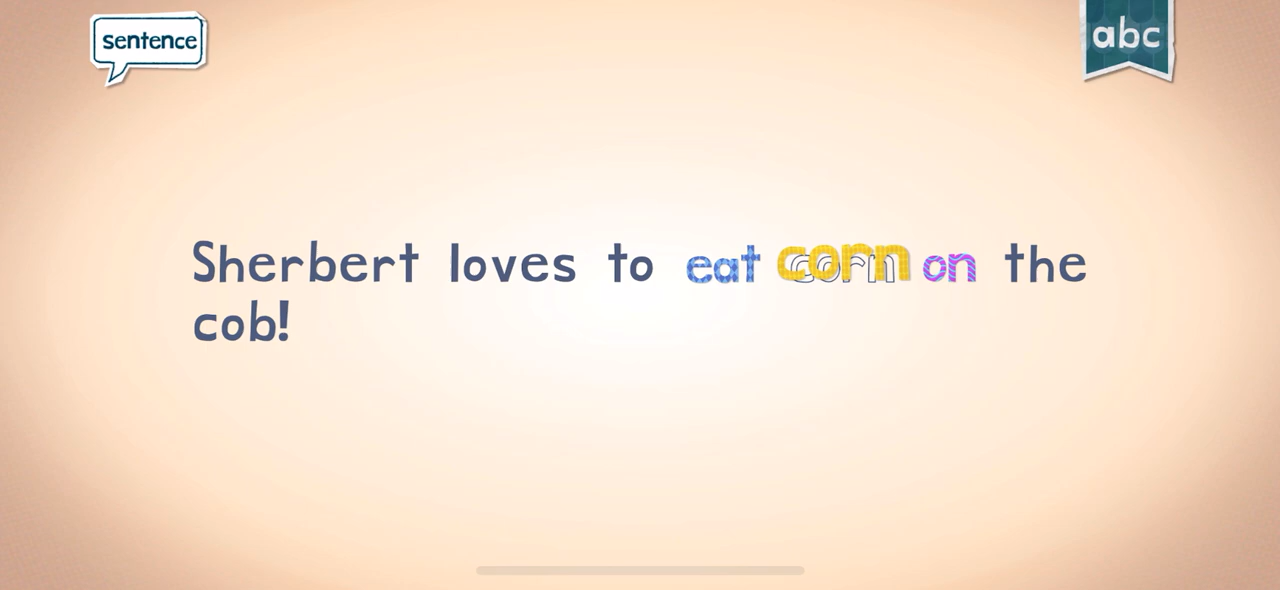 sentence
abc
Sherbert loves to eat corn on the
cob!